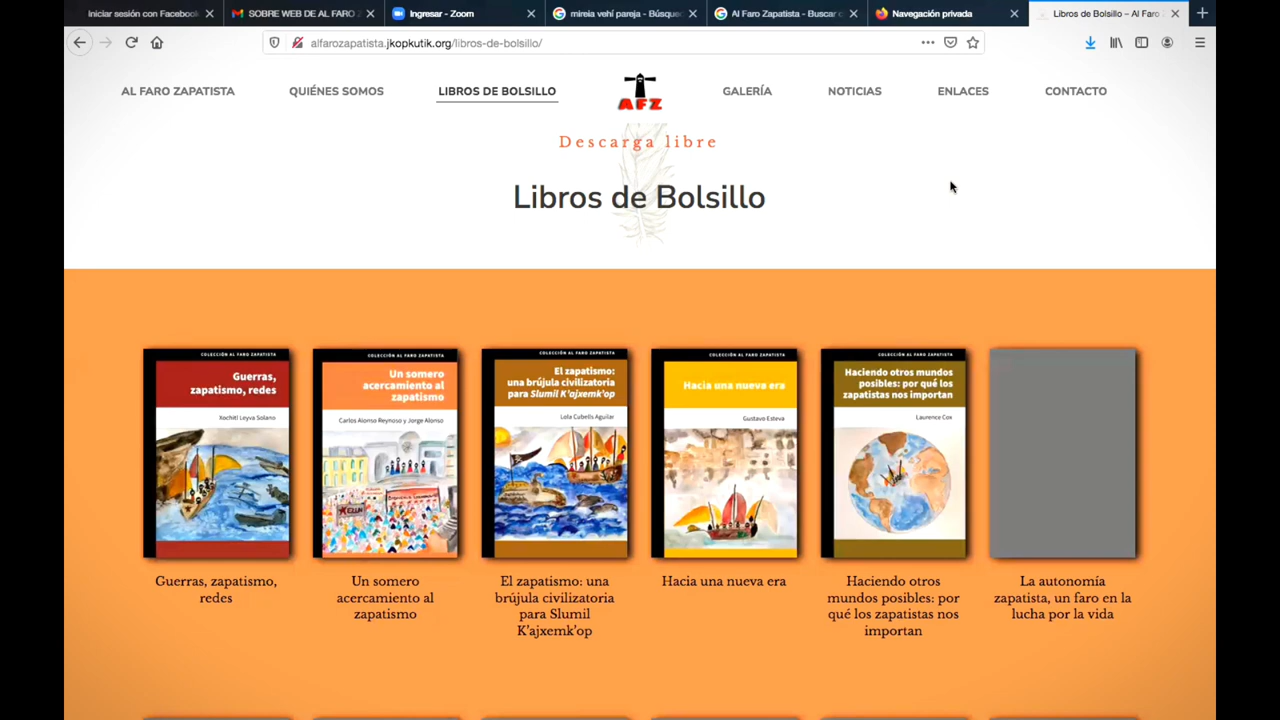 Iniciar sesión con Facebook
SOBRE WEB DE AL FARO Z
Ingresar - Zoom
mireia vehí pareja - Búsqued
Al Faro Zapatista - Buscar c
Navegación privada
Libros de Bolsillo – Al Faro Z
alfarozapatista.jkopkutik.org/libros-de-bolsillo/
AL FARO ZAPATISTA
QUIÉNES SOMOS
LIBROS DE BOLSILLO
AFZ
GALERÍA
NOTICIAS
ENLACES
CONTACTO
Descarga libre
Libros de Bolsillo
COLECCIÓN AL FARO ZAPATISTA
Guerras,
zapatismo, redes
Xochitl Leyva Solano
COLECCIÓN AL FARO ZAPATISTA
Un somero
acercamiento al
zapatismo
Carlos Alonso Reynoso y Jorge Alonso
COLECCIÓN AL FARO ZAPATISTA
El zapatismo:
una brújula civilizatoria
para Slumil K'ajxemk'op
Lola Cubells Aguilar
COLECCIÓN AL FARO ZAPATISTA
Hacia una nueva era
Gustavo Esteva
COLECCIÓN AL FARO ZAPATISTA
Haciendo otros mundos
posibles: por qué los
zapatistas nos importan
Laurence Cox
Guerras, zapatismo,
redes
Un somero
acercamiento al
zapatismo
El zapatismo: una
brújula civilizatoria
para Slumil
K'ajxemk'op
Hacia una nueva era
Haciendo otros
mundos posibles: por
qué los zapatistas nos
importan
La autonomía
zapatista, un faro en la
lucha por la vida